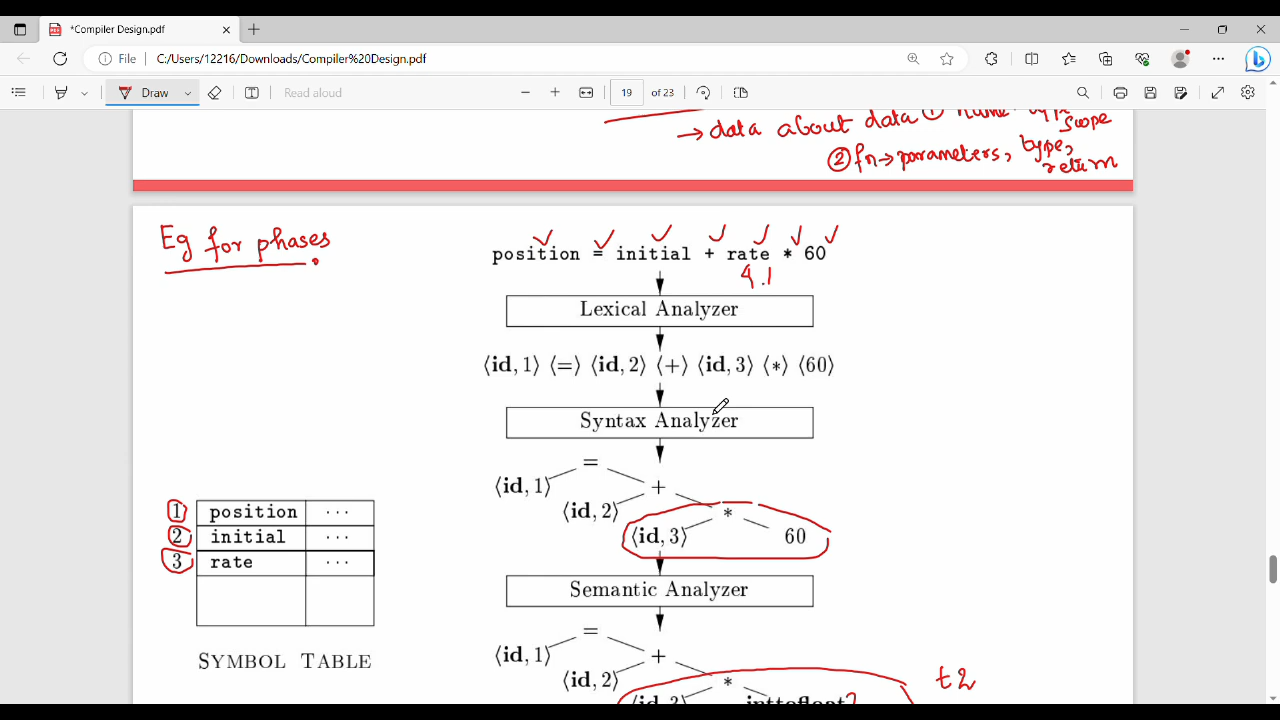 *Compiler Design.pdf
File C:/Users/12216/Downloads/Compiler%20Design.pdf
Draw Read aloud 19 of 23
→ data about data ① name type scope
② fn → parameters, type, return
Eg for phases
position = initial + rate * 60
4.1
Lexical Analyzer
⟨id, 1⟩ ⟨=⟩ ⟨id, 2⟩ ⟨+⟩ ⟨id, 3⟩ ⟨*⟩ ⟨60⟩
Syntax Analyzer
=
⟨id, 1⟩ +
⟨id, 2⟩ *
⟨id, 3⟩ 60
1 position ···
2 initial ···
3 rate ···
SYMBOL TABLE
Semantic Analyzer
=
⟨id, 1⟩ +
⟨id, 2⟩ *
⟨id, 3⟩ inttofloat
t2